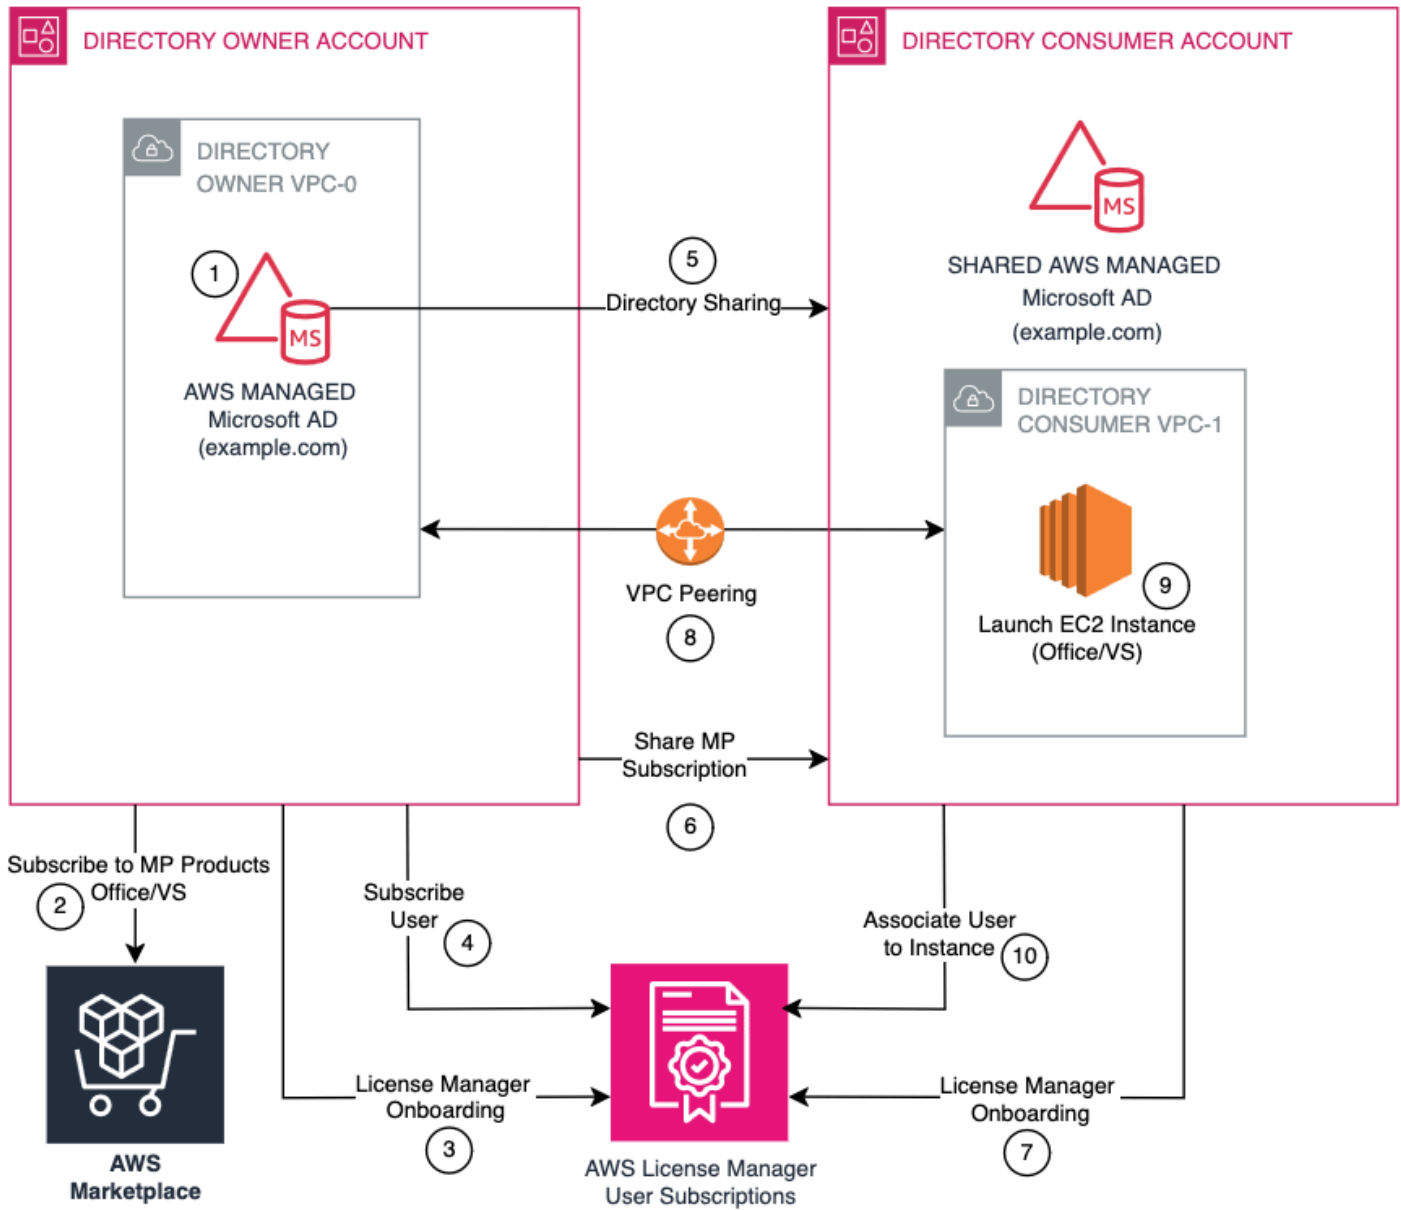 DIRECTORY OWNER ACCOUNT
DIRECTORY CONSUMER ACCOUNT
DIRECTORY
OWNER VPC-0
1
MS
AWS MANAGED
Microsoft AD
(example.com)
5
Directory Sharing
MS
SHARED AWS MANAGED
Microsoft AD
(example.com)
DIRECTORY
CONSUMER VPC-1
VPC Peering
8
9
Launch EC2 Instance
(Office/VS)
Share MP
Subscription
6
Subscribe to MP Products
Office/VS
2
Subscribe
User
4
Associate User
to Instance
10
License Manager
Onboarding
3
License Manager
Onboarding
7
AWS
Marketplace
AWS License Manager
User Subscriptions